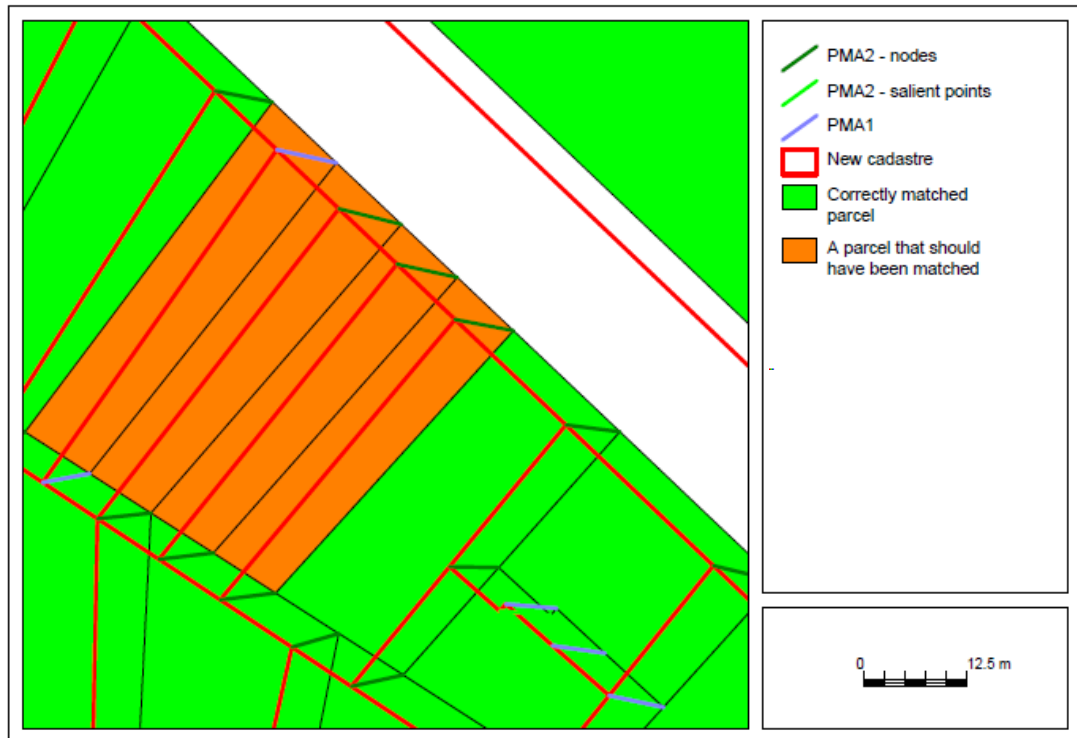 PMA2 - nodes
PMA2 - salient points
PMA1
New cadastre
Correctly matched
parcel
A parcel that should
have been matched
0 12.5 m